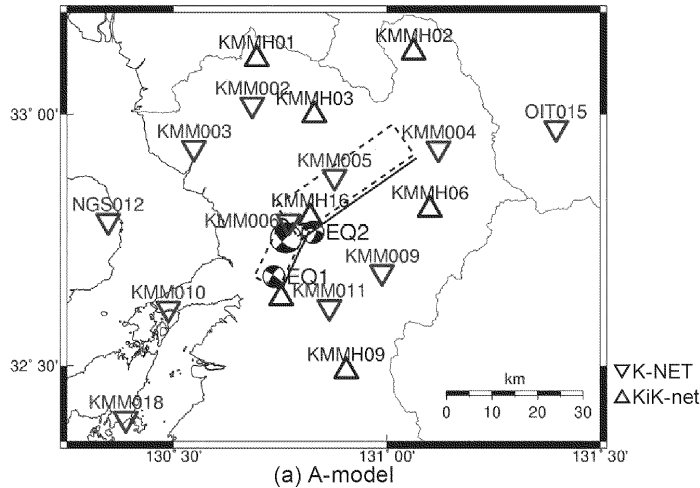 KMMH02
KMMH01
KMM002
KMMH03
33° 00'
OIT015
KMM003
KMM004
KMM005
KMMH16
KMMH06
NGS012
KMM006
EQ2
KMM009
EQ1
KMM010
KMM011
KMMH09
32° 30'
km
K-NET
KiK-net
0 10 20 30
KMM018
130° 30' 131° 00' 131° 30'
(a) A-model